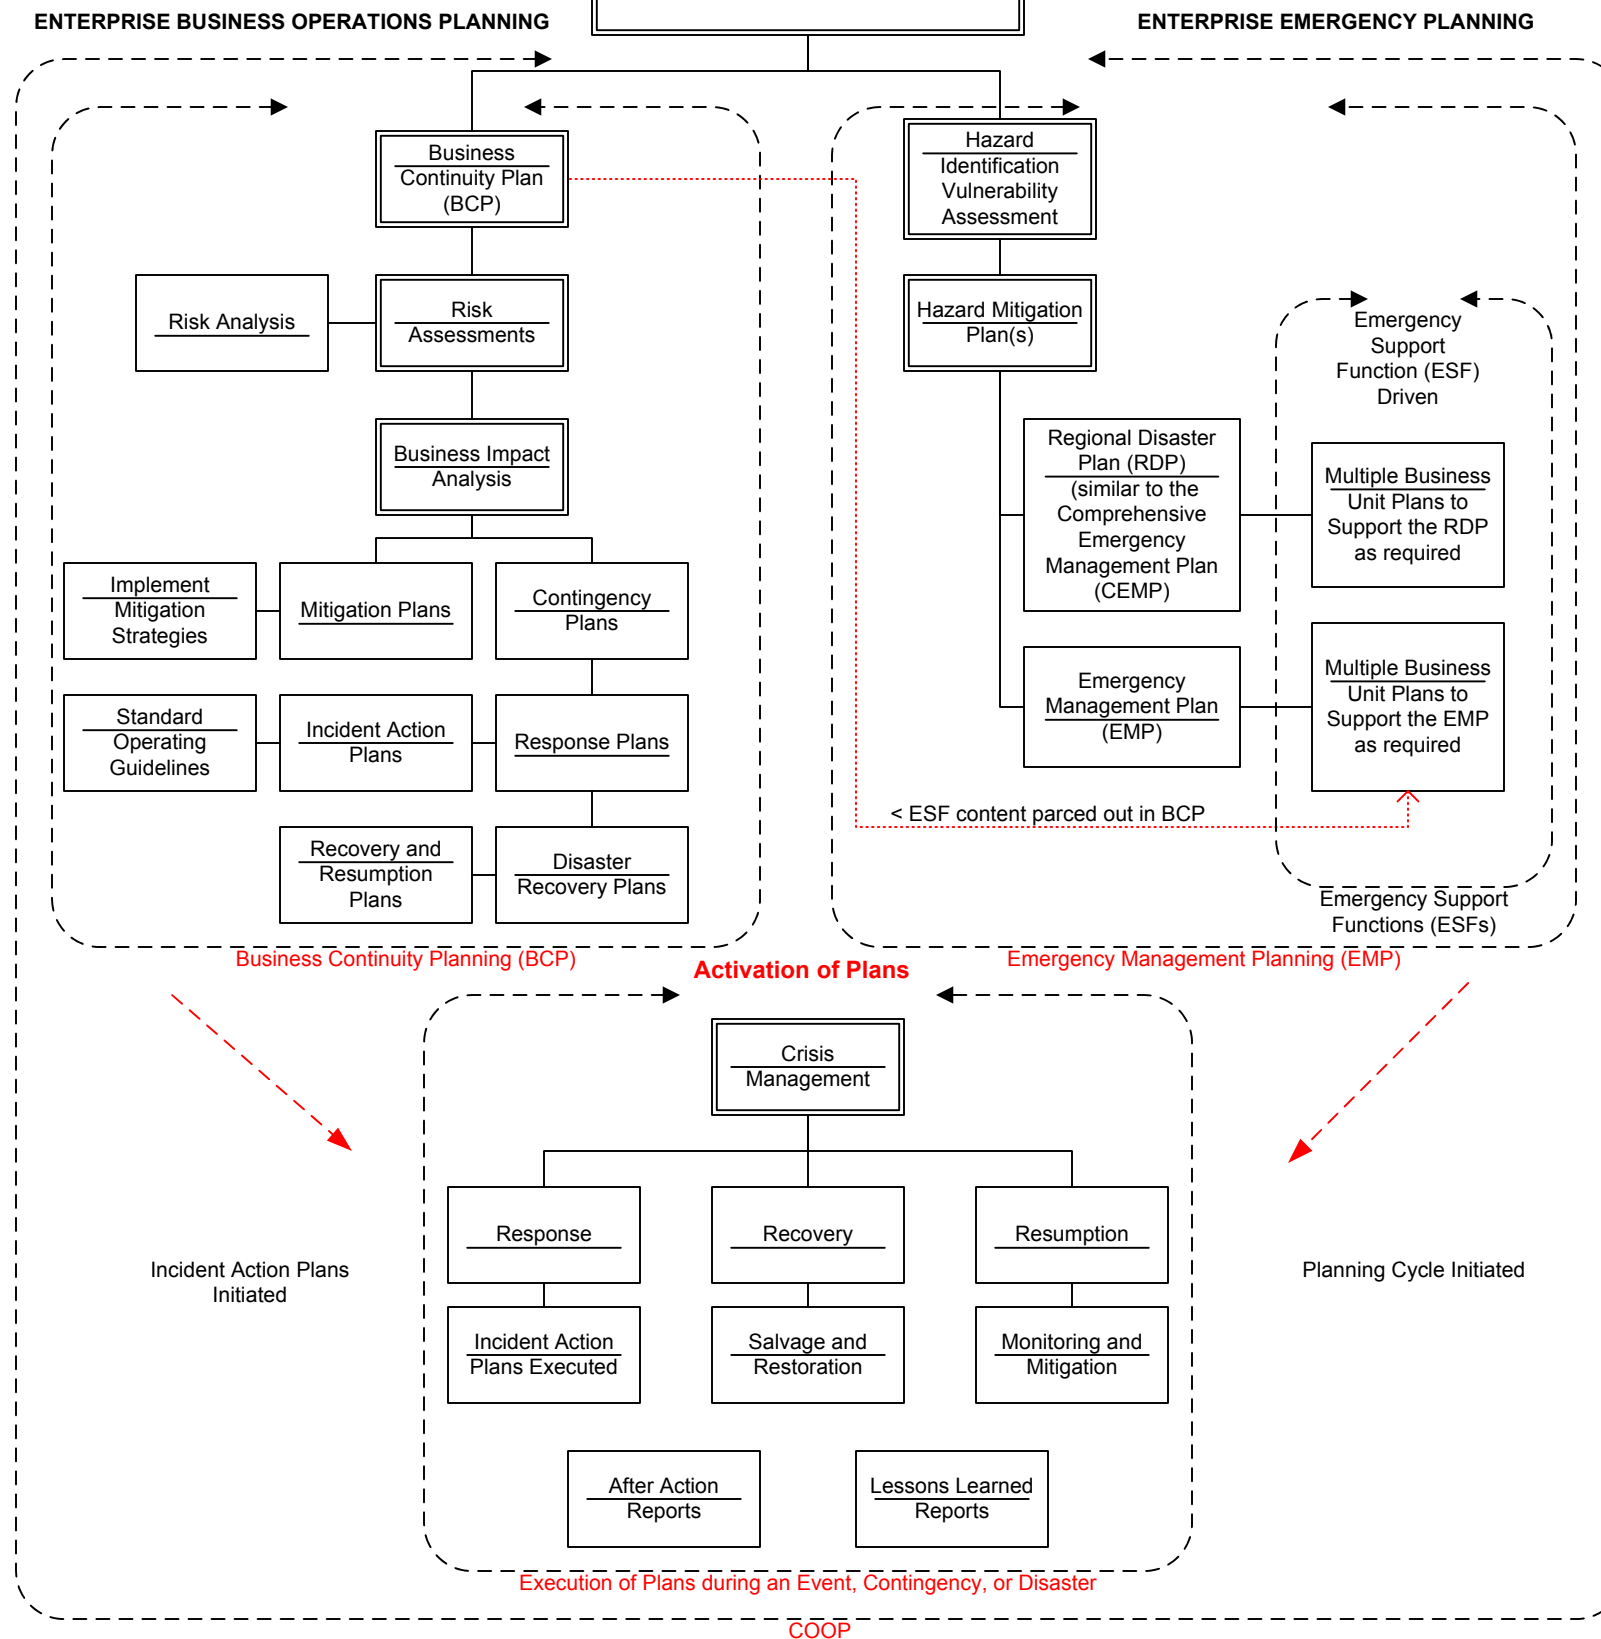 ENTERPRISE BUSINESS OPERATIONS PLANNING
ENTERPRISE EMERGENCY PLANNING
Business
Continuity Plan
(BCP)
Hazard
Identification
Vulnerability
Assessment
Risk Analysis
Risk
Assessments
Hazard Mitigation
Plan(s)
Emergency
Support
Function (ESF)
Driven
Business Impact
Analysis
Regional Disaster
Plan (RDP)
(similar to the
Comprehensive
Emergency
Management Plan
(CEMP)
Multiple Business
Unit Plans to
Support the RDP
as required
Implement
Mitigation
Strategies
Mitigation Plans
Contingency
Plans
Emergency
Management Plan
(EMP)
Multiple Business
Unit Plans to
Support the EMP
as required
Standard
Operating
Guidelines
Incident Action
Plans
Response Plans
< ESF content parced out in BCP
Recovery and
Resumption
Plans
Disaster
Recovery Plans
Emergency Support
Functions (ESFs)
Business Continuity Planning (BCP)
Activation of Plans
Emergency Management Planning (EMP)
Crisis
Management
Response
Recovery
Resumption
Incident Action Plans
Initiated
Planning Cycle Initiated
Incident Action
Plans Executed
Salvage and
Restoration
Monitoring and
Mitigation
After Action
Reports
Lessons Learned
Reports
Execution of Plans during an Event, Contingency, or Disaster
COOP